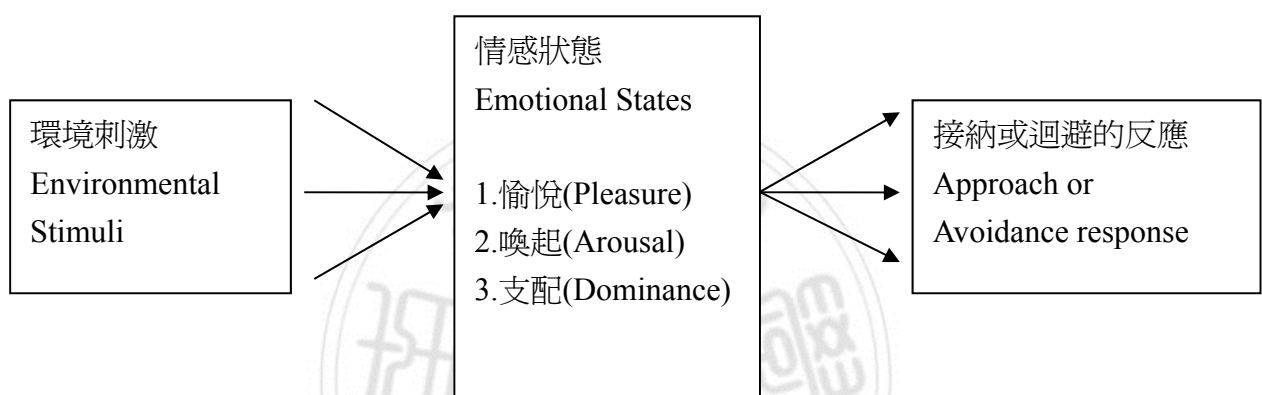 環境刺激
Environmental
Stimuli
情感狀態
Emotional States
1.愉悅(Pleasure)
2.喚起(Arousal)
3.支配(Dominance)
接納或迴避的反應
Approach or
Avoidance response